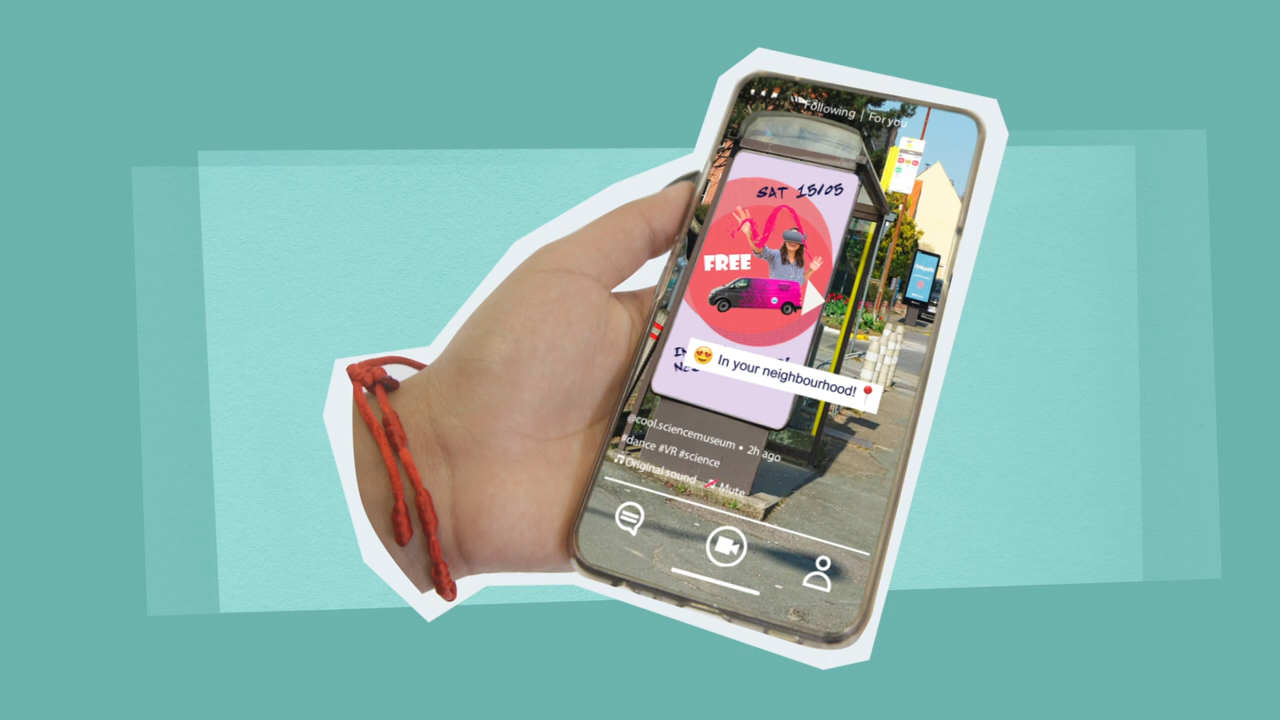 Following | For you
SAT 15/05
FREE
😍 In your neighbourhood! 📍
@cool.sciencemuseum • 2h ago
#dance #VR #science
Original sound Mute